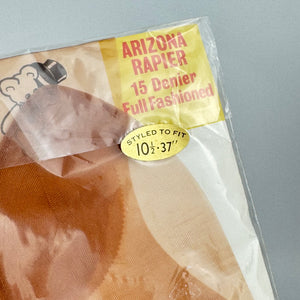 ARIZONA
RAPIER
15 Denier
Full Fashioned
STYLED TO FIT
10½·37"